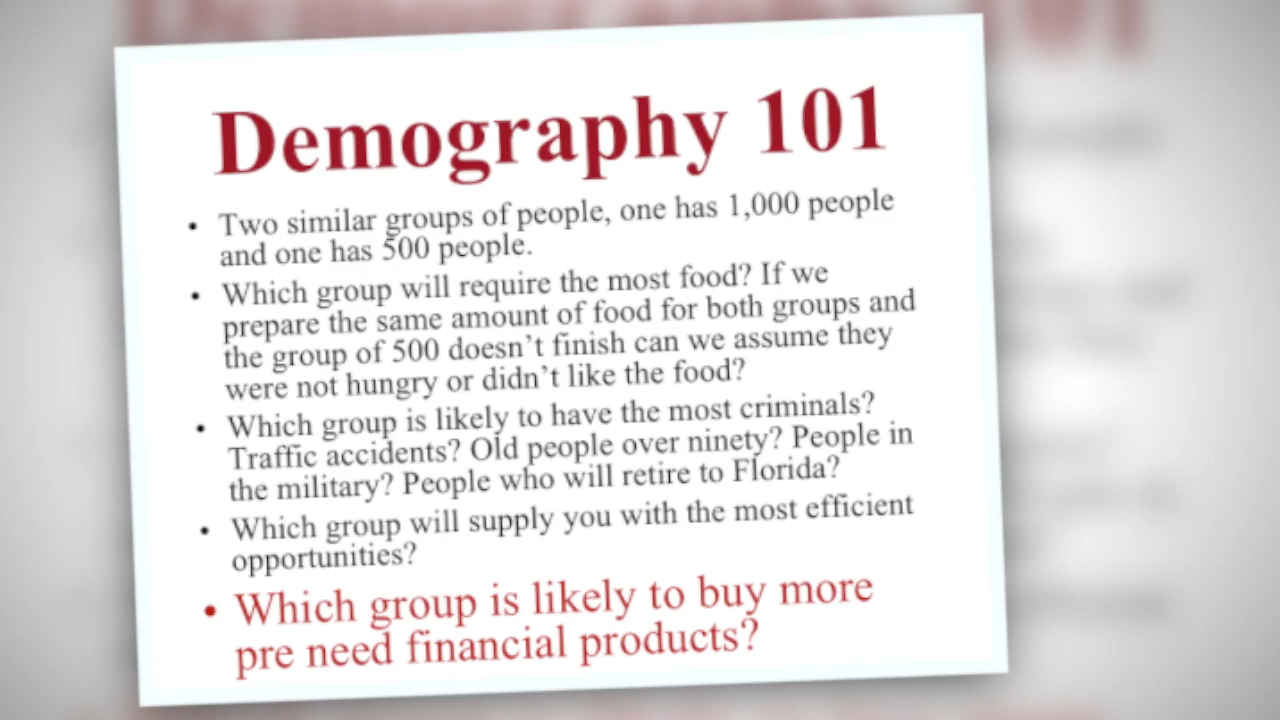 Demography 101
• Two similar groups of people, one has 1,000 people
and one has 500 people.
• Which group will require the most food? If we
prepare the same amount of food for both groups and
the group of 500 doesn’t finish can we assume they
were not hungry or didn’t like the food?
• Which group is likely to have the most criminals?
Traffic accidents? Old people over ninety? People in
the military? People who will retire to Florida?
• Which group will supply you with the most efficient
opportunities?
• Which group is likely to buy more
pre need financial products?